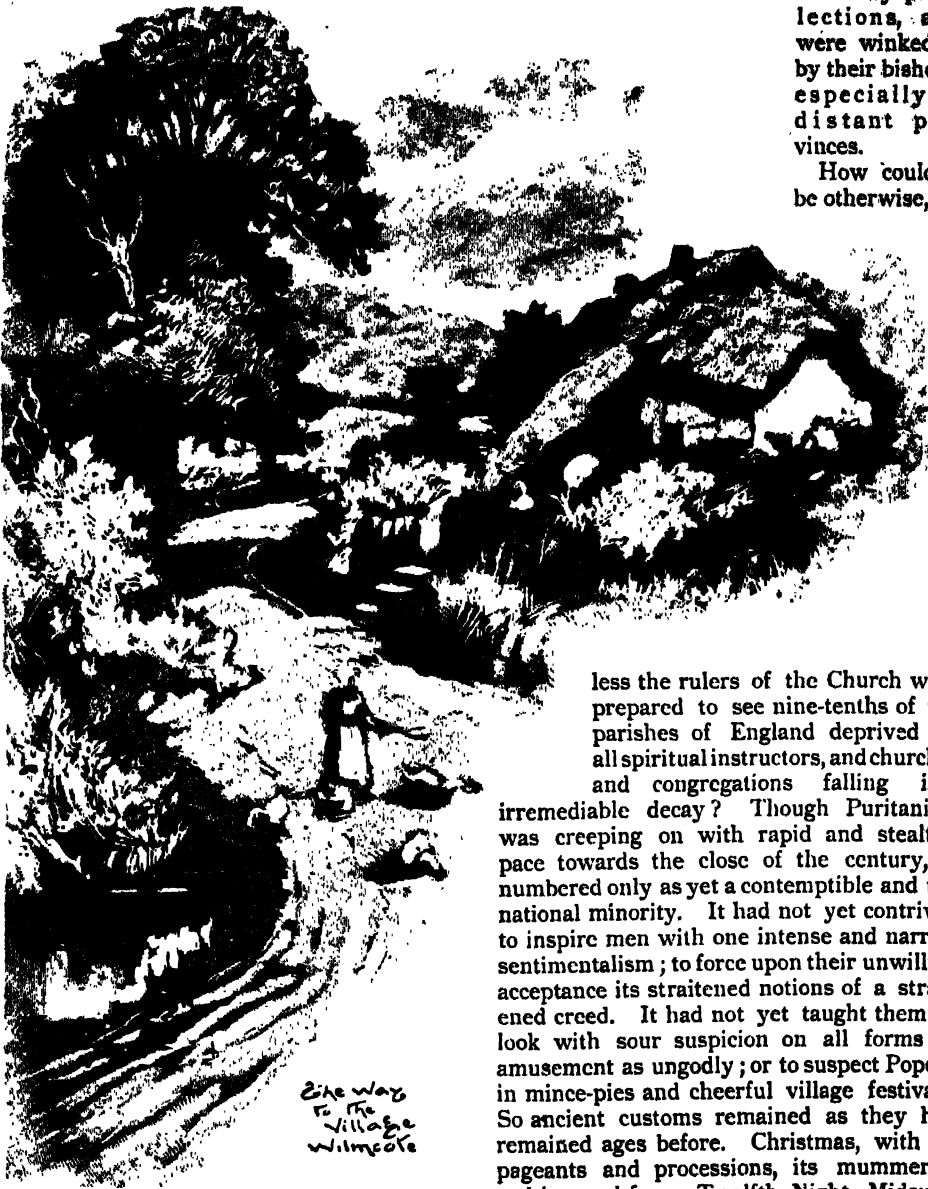 lections, a
were winked
by their bisho
especially
distant p
vinces.
How could
be otherwise,
less the rulers of the Church w
prepared to see nine-tenths of
parishes of England deprived
all spiritual instructors, and church
and congregations falling i
irremediable decay? Though Puritani
was creeping on with rapid and stealt
pace towards the close of the century,
numbered only as yet a contemptible and
national minority. It had not yet contriv
to inspire men with one intense and narr
sentimentalism; to force upon their unwill
acceptance its straitened notions of a stra
ened creed. It had not yet taught them
look with sour suspicion on all forms
amusement as ungodly; or to suspect Pope
in mince-pies and cheerful village festiva
So ancient customs remained as they h
remained ages before. Christmas, with
pageants and processions, its mummer
The Way
To The
Village
Wilmcote